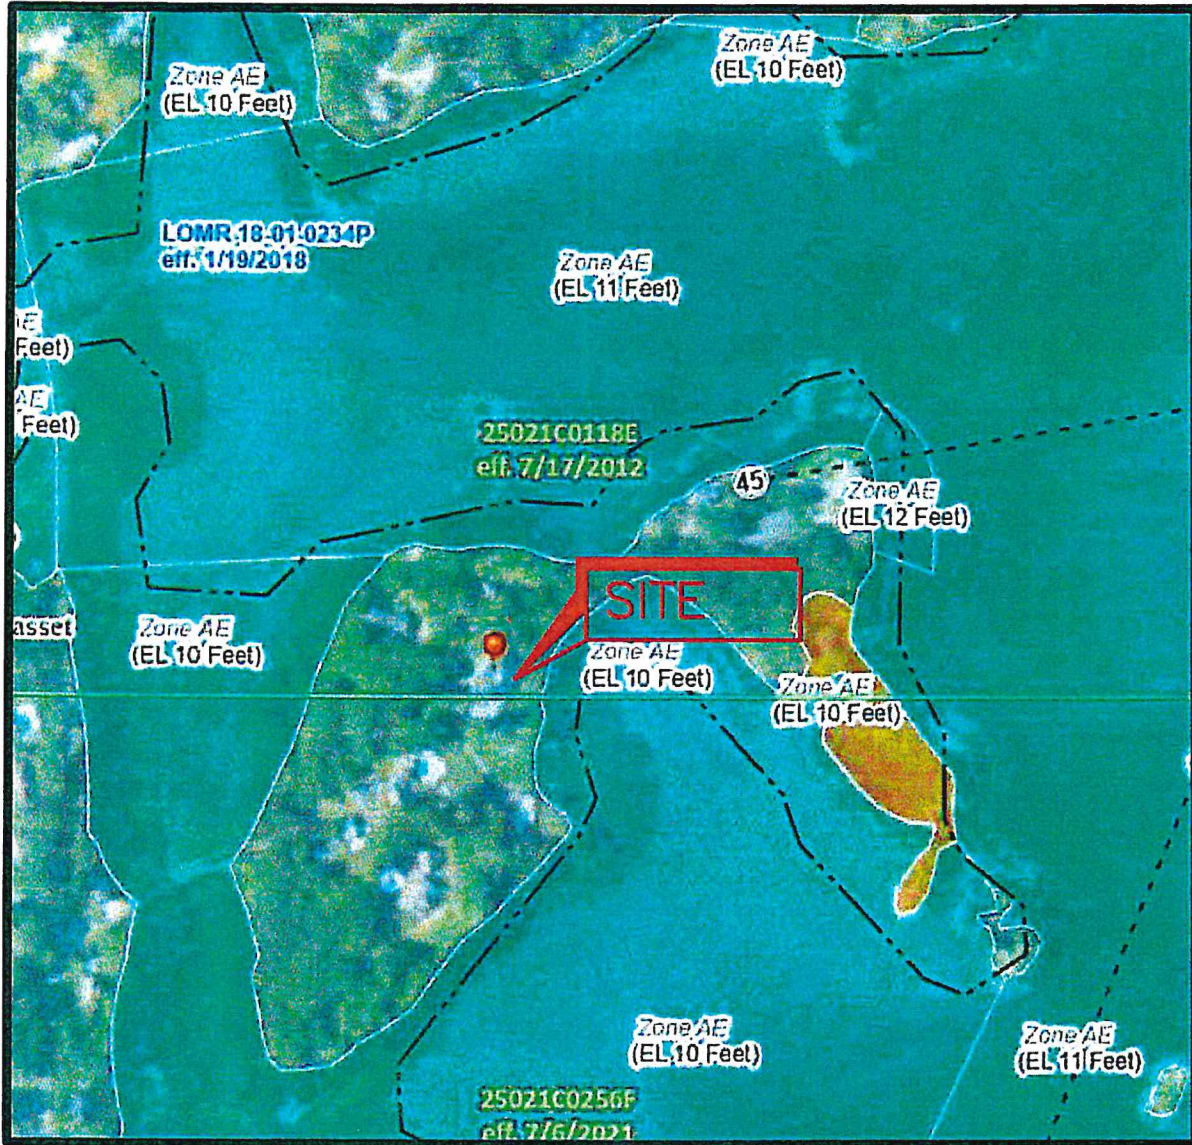 Zone AE
(EL 10 Feet)
Zone AE
(EL 10 Feet)
LOMR 18-01-0234P
eff. 1/19/2018
Zone AE
(EL 11 Feet)
AE
Feet)
AE
Feet)
25021C0118E
eff. 7/17/2012
45
Zone AE
(EL 12 Feet)
SITE
asset
Zone AE
(EL 10 Feet)
Zone AE
(EL 10 Feet)
Zone AE
(EL 10 Feet)
Zone AE
(EL 10 Feet)
Zone AE
(EL 11 Feet)
25021C0256F
eff. 7/6/2021